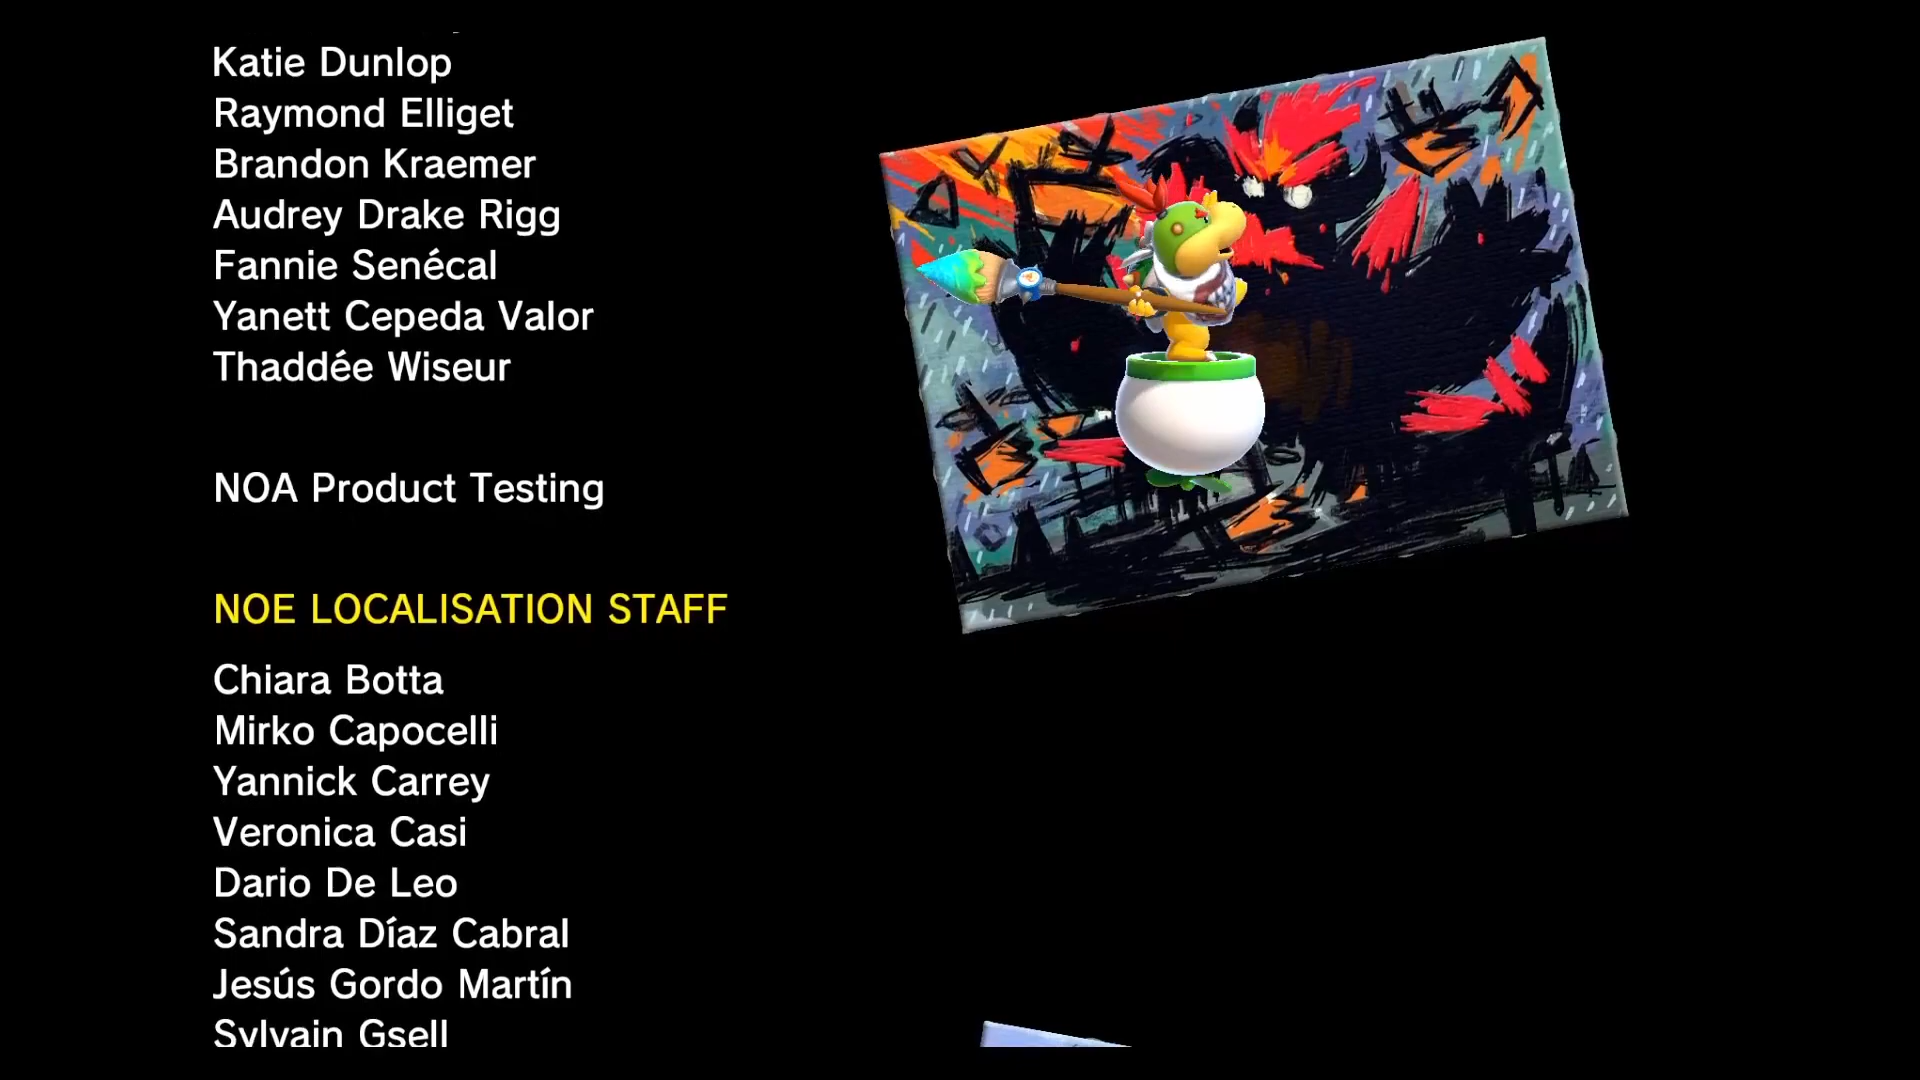 Katie Dunlop
Raymond Elliget
Brandon Kraemer
Audrey Drake Rigg
Fannie Senécal
Yanett Cepeda Valor
Thaddée Wiseur
NOA Product Testing
NOE LOCALISATION STAFF
Chiara Botta
Mirko Capocelli
Yannick Carrey
Veronica Casi
Dario De Leo
Sandra Díaz Cabral
Jesús Gordo Martín
Sylvain Gsell